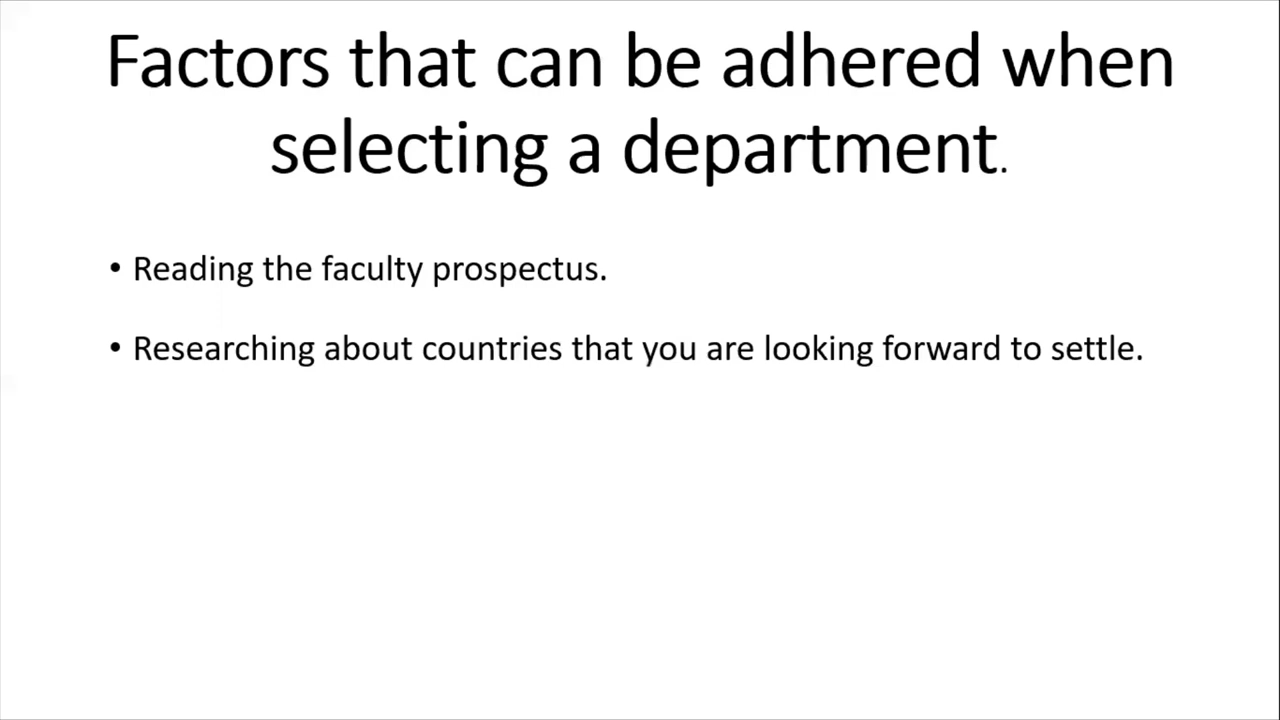 Factors that can be adhered when
selecting a department.
• Reading the faculty prospectus.
• Researching about countries that you are looking forward to settle.